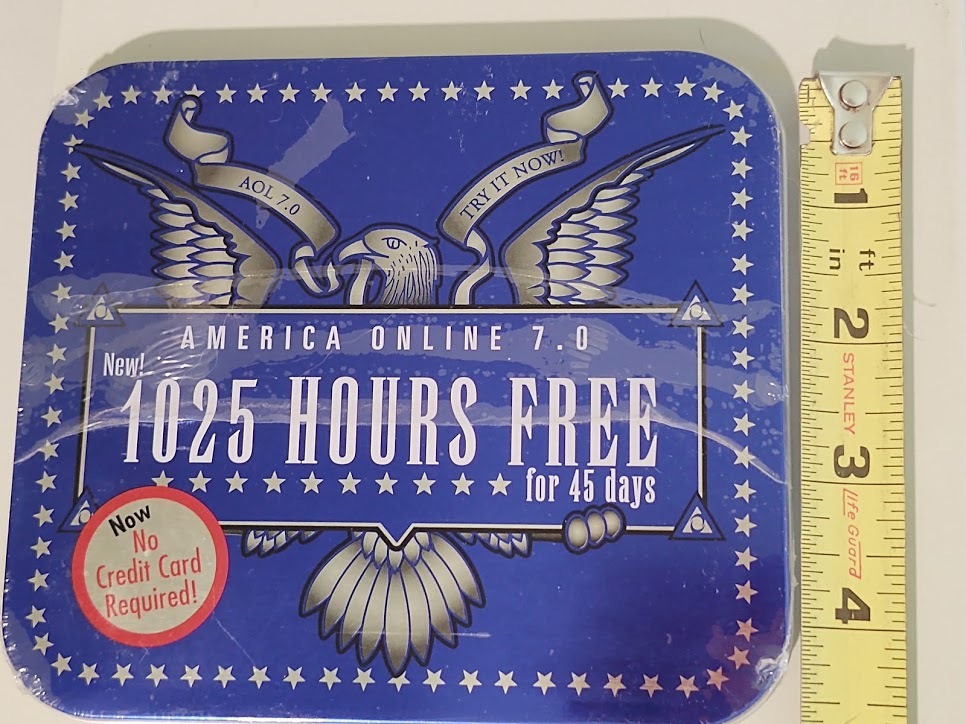 AOL 7.0
TRY IT NOW!
AMERICA ONLINE 7.0
New!
1025 HOURS FREE
for 45 days
Now
No
Credit Card
Required!
16
ft
1
ft
in
2
STANLEY
3
life Guard
4